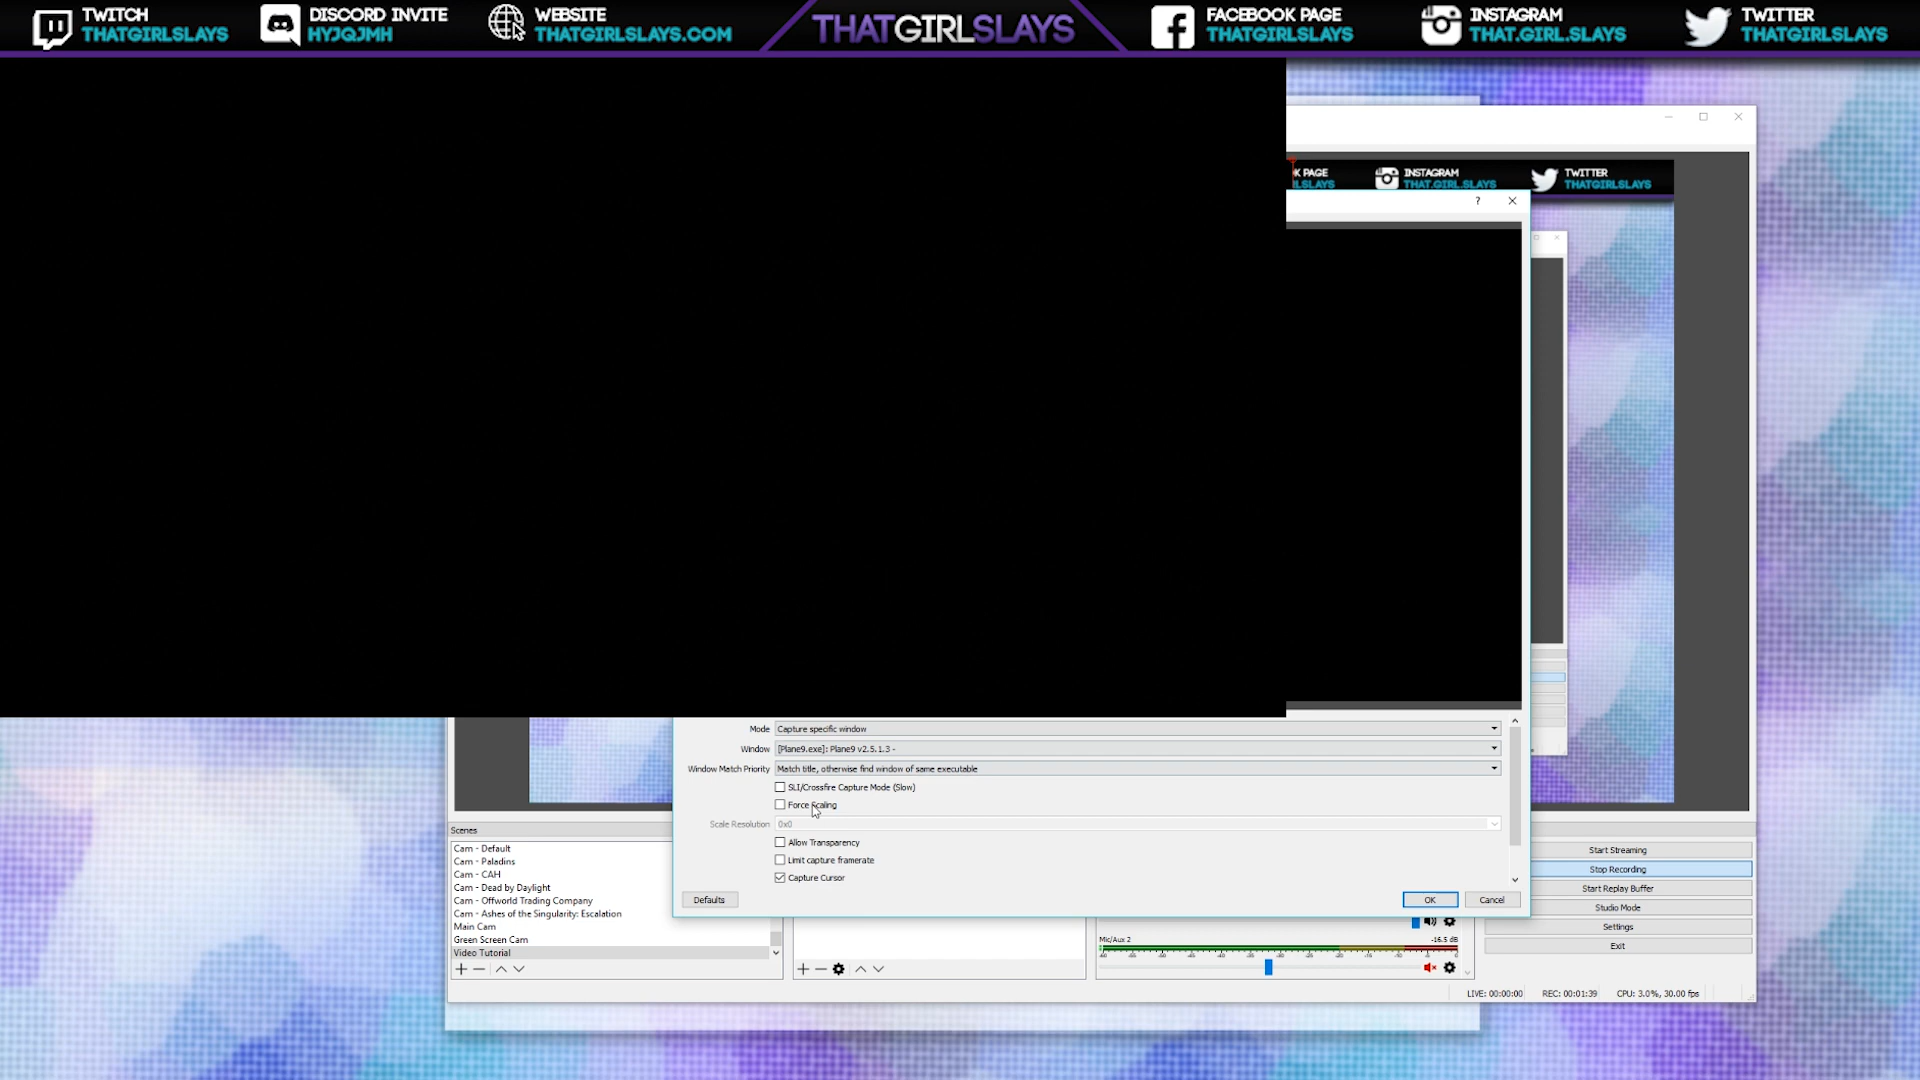 TWITCH
THATGIRLSLAYS
DISCORD INVITE
HYJQJMH
WEBSITE
THATGIRLSLAYS.COM
THATGIRLSLAYS
FACEBOOK PAGE
THATGIRLSLAYS
INSTAGRAM
THAT.GIRL.SLAYS
TWITTER
THATGIRLSLAYS
K PAGE
RLSLAYS
INSTAGRAM
THAT.GIRL.SLAYS
TWITTER
THATGIRLSLAYS
?
Mode Capture specific window
Window [Plane9.exe]: Plane9 v2.5.1.3 -
Window Match Priority Match title, otherwise find window of same executable
SLI/Crossfire Capture Mode (Slow)
Force Scaling
Scale Resolution 0x0
Allow Transparency
Limit capture framerate
Capture Cursor
Defaults
OK
Cancel
Scenes
Cam - Default
Cam - Paladins
Cam - CAH
Cam - Dead by Daylight
Cam - Offworld Trading Company
Cam - Ashes of the Singularity: Escalation
Main Cam
Green Screen Cam
Video Tutorial
Mic/Aux 2
-16.5 dB
Start Streaming
Stop Recording
Start Replay Buffer
Studio Mode
Settings
Exit
LIVE: 00:00:00
REC: 00:01:39
CPU: 3.0%, 30.00 fps